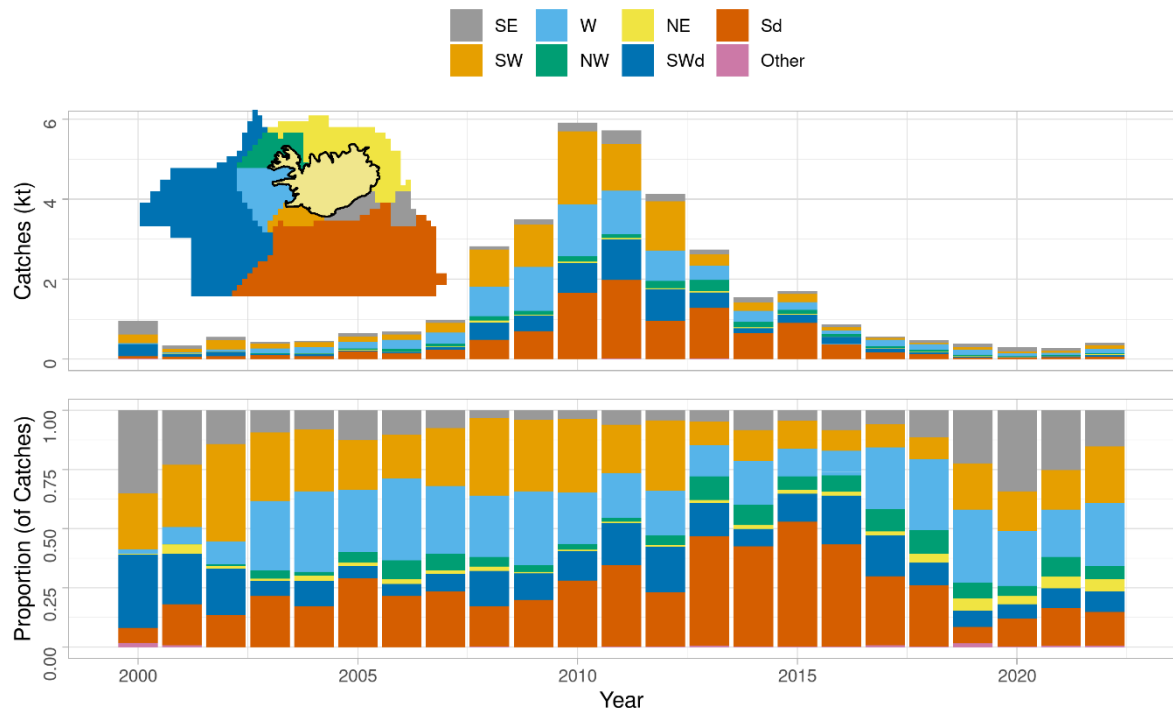 SE W NE Sd
SW NW SWd Other
Catches (kt)
6
4
2
0
Proportion (of Catches)
1.00
0.75
0.50
0.25
0.00
2000 2005 2010 2015 2020
Year